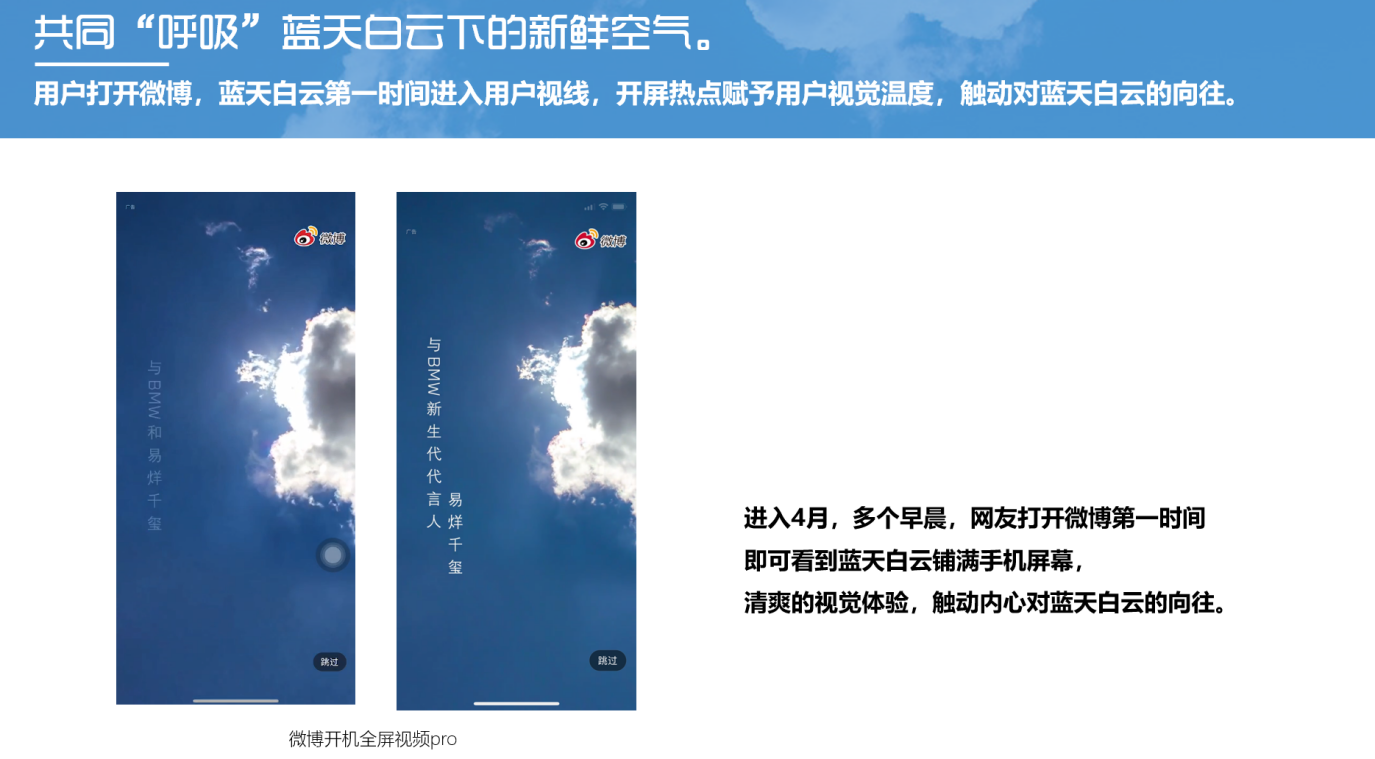 共同“呼吸”蓝天白云下的新鲜空气。
用户打开微博，蓝天白云第一时间进入用户视线，开屏热点赋予用户视觉温度，触动对蓝天白云的向往。
广告
微博
与BMW和易烊千玺
跳过
广告
微博
与BMW新生代代言人
易烊千玺
跳过
微博开机全屏视频pro
进入4月，多个早晨，网友打开微博第一时间
即可看到蓝天白云铺满手机屏幕，
清爽的视觉体验，触动内心对蓝天白云的向往。